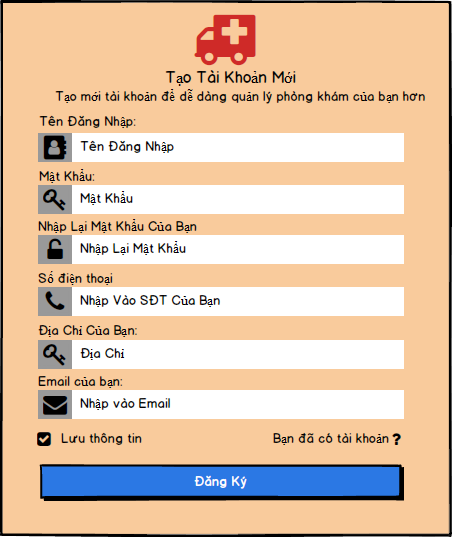 Tạo Tài Khoản Mới
Tạo mới tài khoản để dễ dàng quản lý phòng khám của bạn hơn
Tên Đăng Nhập:
Tên Đăng Nhập
Mật Khẩu:
Mật Khẩu
Nhập Lại Mật Khẩu Của Bạn
Nhập Lại Mật Khẩu
Số điện thoại
Nhập Vào SĐT Của Bạn
Địa Chỉ Của Bạn:
Địa Chỉ
Email của bạn:
Nhập vào Email
Lưu thông tin Bạn đã có tài khoản ?
Đăng Ký